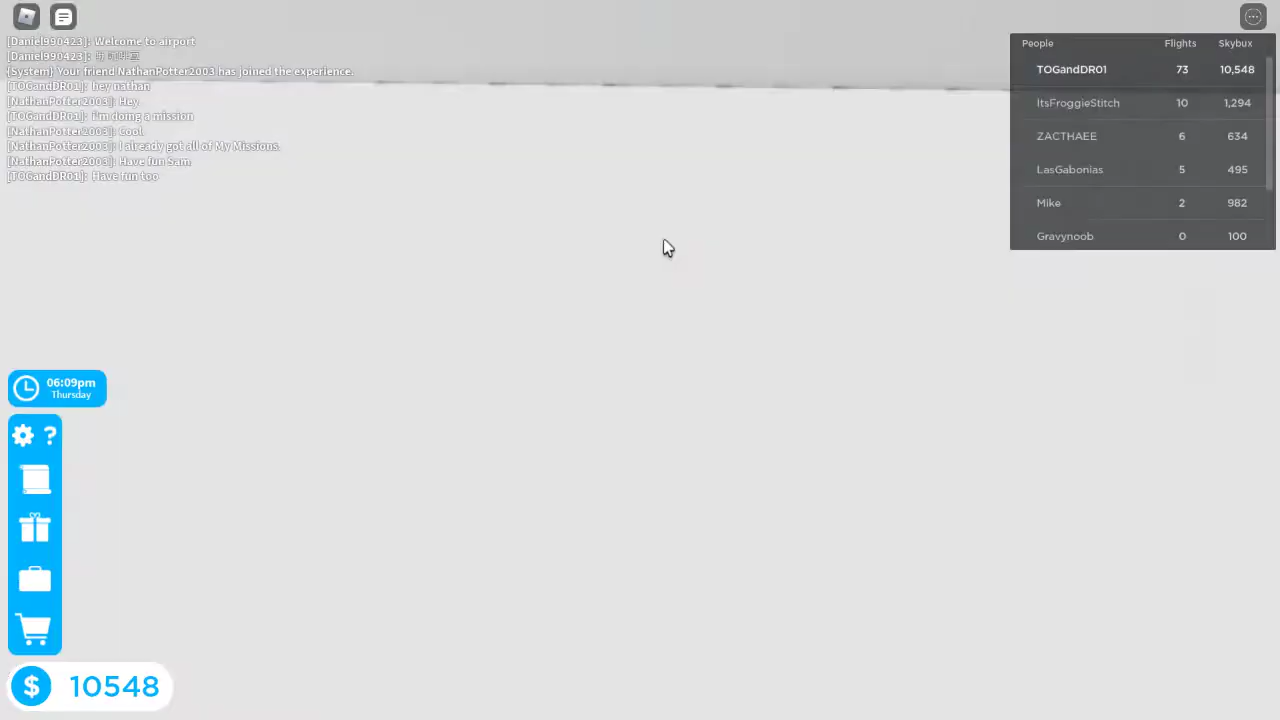 [Daniel990423]: Welcome to airport
[Daniel990423]:
{System} Your friend NathanPotter2003 has joined the experience.
[TOGandDR01]: hey nathan
[NathanPotter2003]: Hey
[TOGandDR01]: i'm doing a mission
[NathanPotter2003]: Cool.
[NathanPotter2003]: I already got all of My Missions.
[NathanPotter2003]: Have fun Sam
[TOGandDR01]: Have fun too
People Flights Skybux
TOGandDR01 73 10,548
ItsFroggieStitch 10 1,294
ZACTHAEE 6 634
LasGabonias 5 495
Mike 2 982
Gravynoob 0 100
06:09pm
Thursday
?
$ 10548